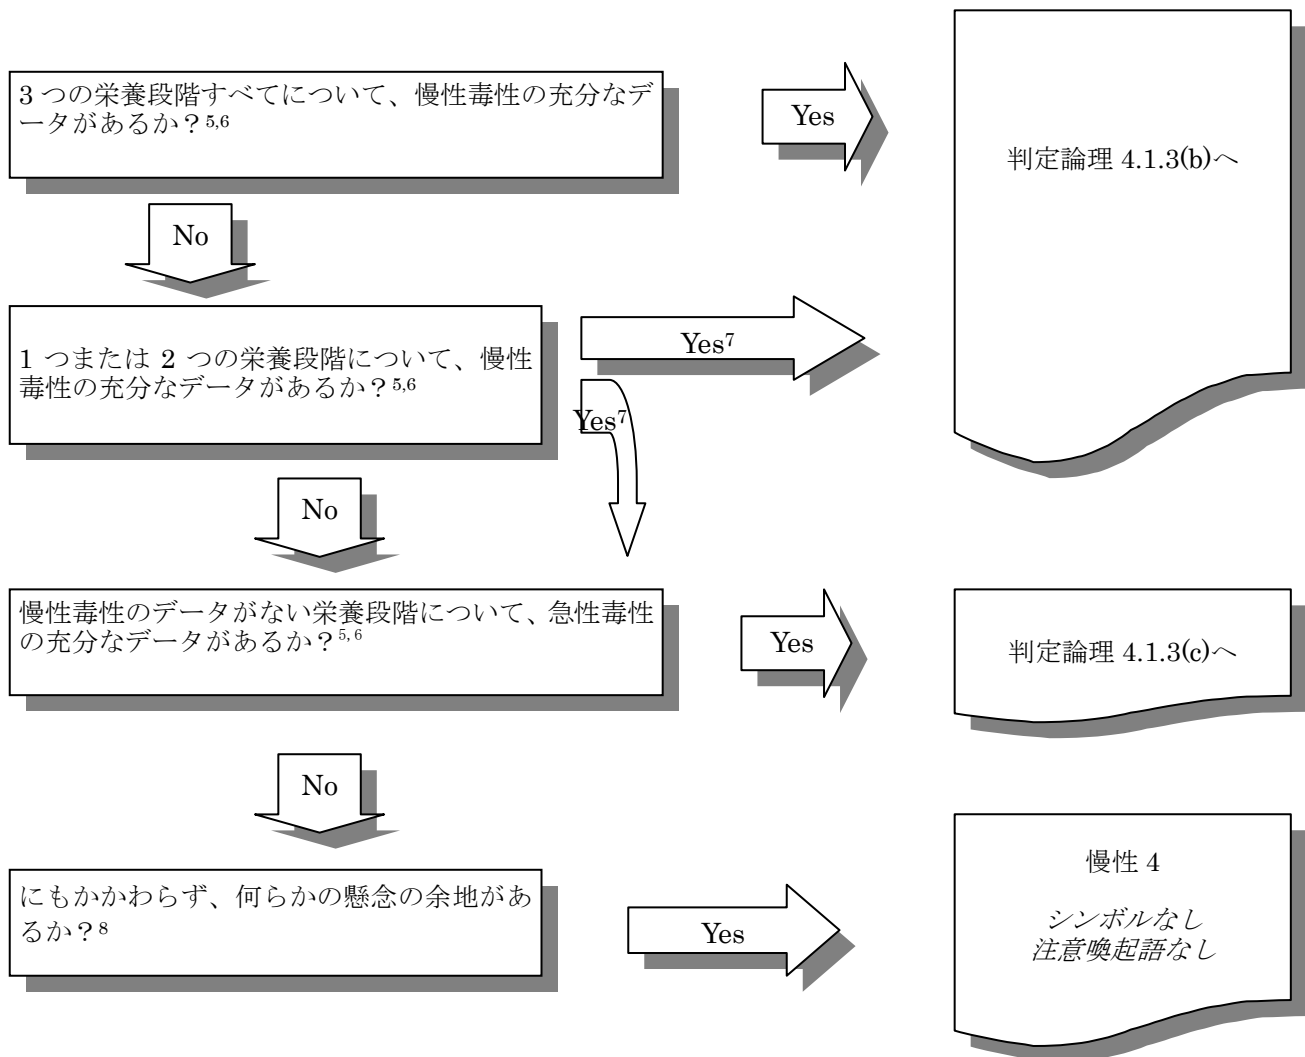 3 つの栄養段階すべてについて、慢性毒性の充分なデ
ータがあるか？5,6
Yes
判定論理 4.1.3(b)へ
No
1 つまたは 2 つの栄養段階について、慢性
毒性の充分なデータがあるか？5,6
Yes7
Yes7
No
慢性毒性のデータがない栄養段階について、急性毒性
の充分なデータがあるか？5,6
Yes
判定論理 4.1.3(c)へ
No
にもかかわらず、何らかの懸念の余地があ
るか？8
Yes
慢性 4
シンボルなし
注意喚起語なし